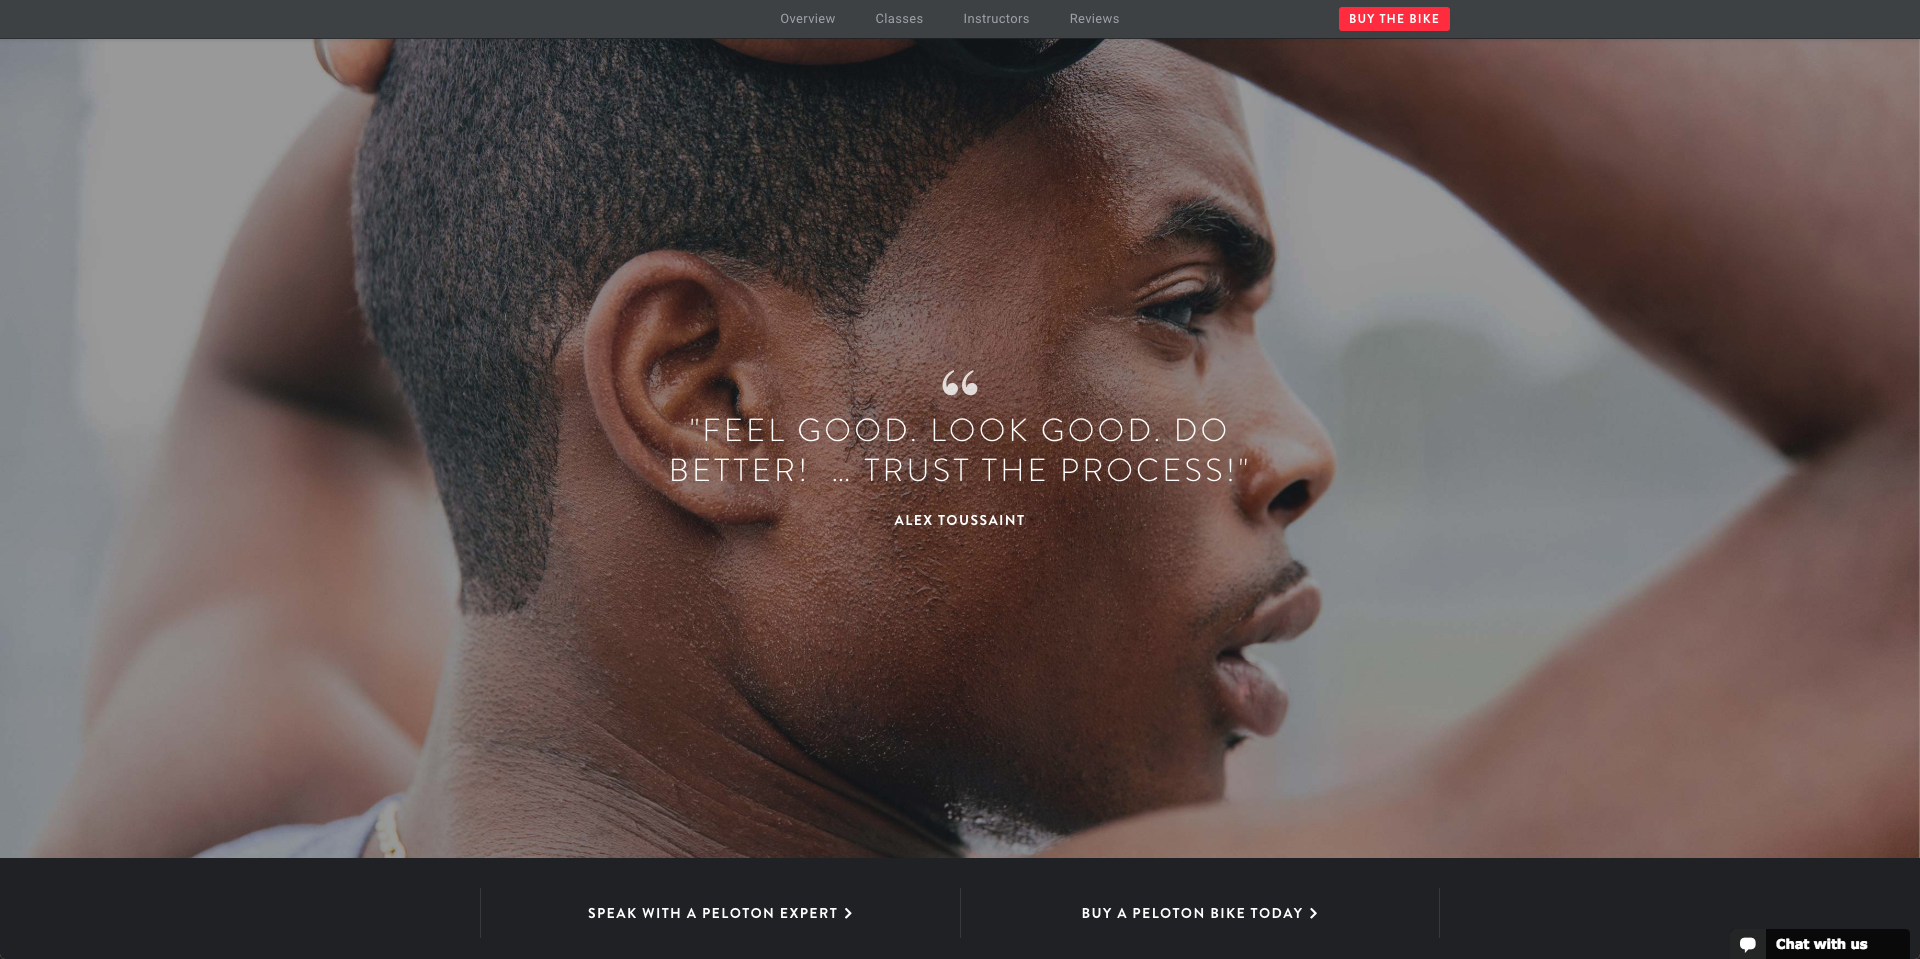 Overview Classes Instructors Reviews BUY THE BIKE
“
"FEEL GOOD. LOOK GOOD. DO
BETTER! ... TRUST THE PROCESS!"
ALEX TOUSSAINT
SPEAK WITH A PELOTON EXPERT BUY A PELOTON BIKE TODAY
Chat with us